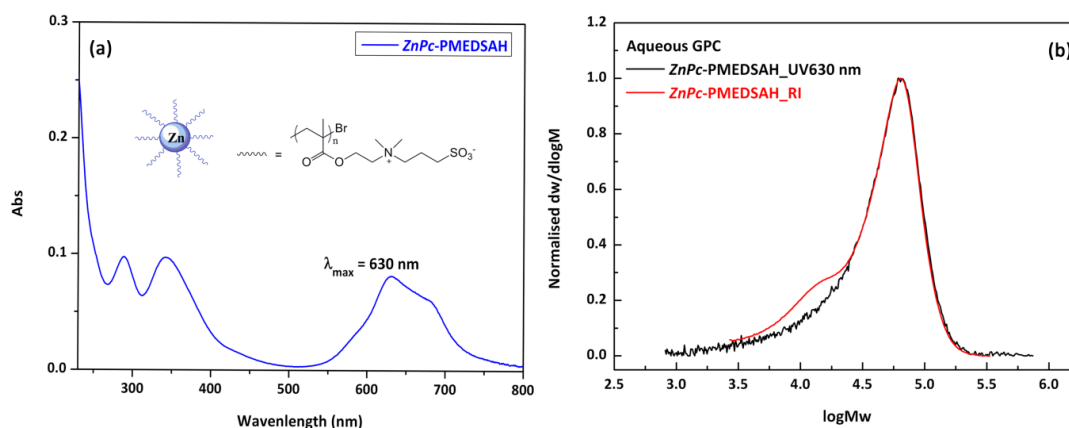 (a)
ZnPc-PMEDSAH
Zn
=
Br
n
O
O
N
+
SO₃⁻
λmax = 630 nm
0.3
0.2
0.1
0.0
Abs
300
400
500
600
700
800
Wavenlength (nm)
(b)
Aqueous GPC
ZnPc-PMEDSAH_UV630 nm
ZnPc-PMEDSAH_RI
1.2
1.0
0.8
0.6
0.4
0.2
0.0
Normalised dw/dlogM
2.5
3.0
3.5
4.0
4.5
5.0
5.5
6.0
logMw